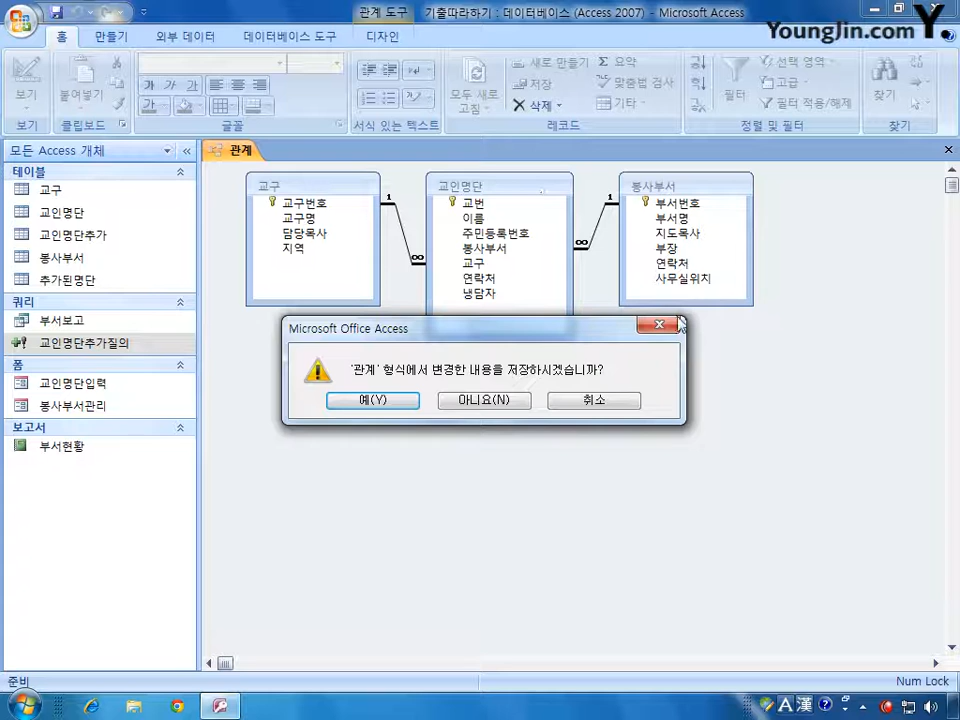 관계 도구
기출따라하기 : 데이터베이스 (Access 2007) - Microsoft Access
YoungJin.com Y
홈 만들기 외부 데이터 데이터베이스 도구 디자인
보기
붙여넣기
가 가 가
가
모두 새로
고침
새로 만들기
저장
삭제
요약
맞춤법 검사
기타
필터
선택 영역
고급
필터 적용/해제
찾기
보기 클립보드 글꼴 서식 있는 텍스트 레코드 정렬 및 필터 찾기
모든 Access 개체
테이블
교구
교인명단
교인명단추가
봉사부서
추가된명단
쿼리
부서보고
교인명단추가질의
폼
교인명단입력
봉사부서관리
보고서
부서현황
관계
교구
교구번호
교구명
담당목사
지역
1
∞
교인명단
교번
이름
주민등록번호
봉사부서
교구
연락처
냉담자
∞
1
봉사부서
부서번호
부서명
지도목사
부장
연락처
사무실위치
Microsoft Office Access
'관계' 형식에서 변경한 내용을 저장하시겠습니까?
예(Y) 아니요(N) 취소
준비
Num Lock
A 漢